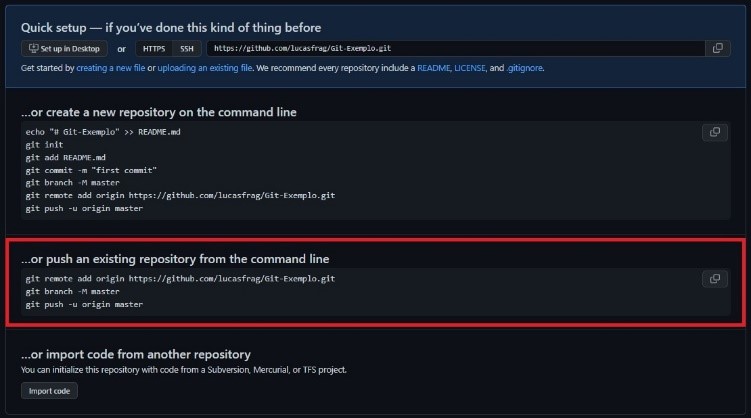 Quick setup — if you've done this kind of thing before
Set up in Desktop or HTTPS SSH https://github.com/lucasfrag/Git-Exemplo.git
Get started by creating a new file or uploading an existing file. We recommend every repository include a README, LICENSE, and .gitignore.
...or create a new repository on the command line
echo "# Git-Exemplo" >> README.md
git init
git add README.md
git commit -m "first commit"
git branch -M master
git remote add origin https://github.com/lucasfrag/Git-Exemplo.git
git push -u origin master
...or push an existing repository from the command line
git remote add origin https://github.com/lucasfrag/Git-Exemplo.git
git branch -M master
git push -u origin master
...or import code from another repository
You can initialize this repository with code from a Subversion, Mercurial, or TFS project.
Import code